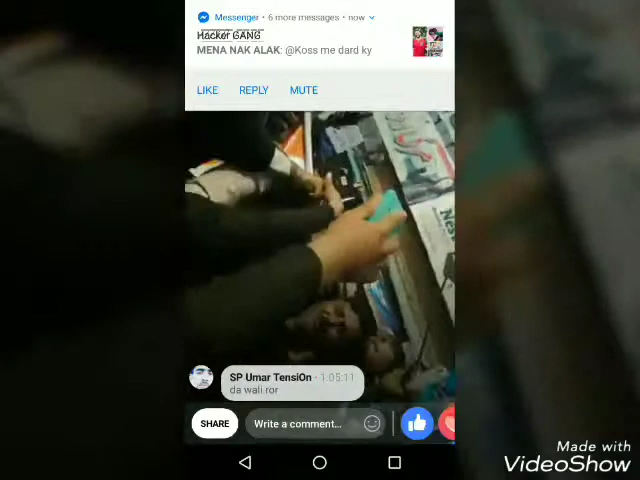 Messenger • 6 more messages • now
Hacker GANG
MENA NAK ALAK: @Koss me dard ky
LIKE REPLY MUTE
SP Umar TensiOn · 1:05:11
da wali ror
SHARE Write a comment...
Made with
VideoShow